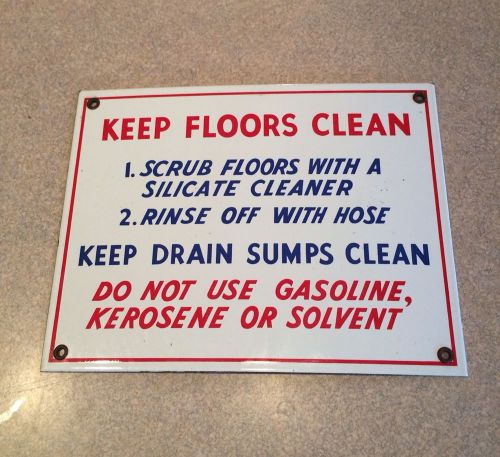 KEEP FLOORS CLEAN
1. SCRUB FLOORS WITH A
SILICATE CLEANER
2. RINSE OFF WITH HOSE
KEEP DRAIN SUMPS CLEAN
DO NOT USE GASOLINE,
KEROSENE OR SOLVENT